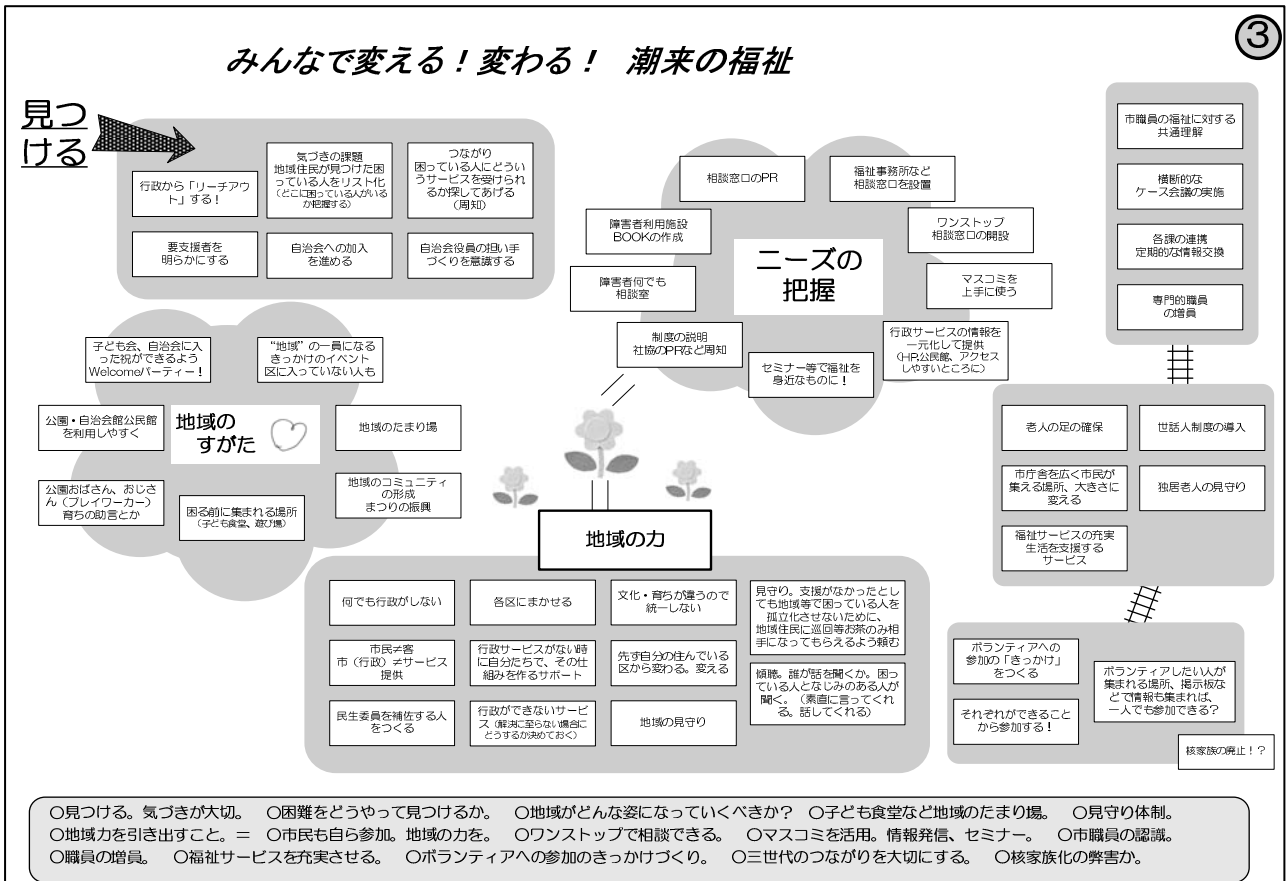 ③
みんなで変える！変わる！　潮来の福祉
見つ
ける
行政から「リーチアウ
ト」する！
気づきの課題
地域住民が見つけた困
っている人をリスト化
（どこに困っている人がいる
か把握する）
つながり
困っている人にどうい
うサービスを受けられ
るか探してあげる
（周知）
要支援者を
明らかにする
自治会への加入
を進める
自治会役員の担い手
づくりを意識する
相談窓口のPR
福祉事務所など
相談窓口を設置
障害者利用施設
BOOKの作成
ワンストップ
相談窓口の開設
ニーズの
把握
障害者何でも
相談室
マスコミを
上手に使う
制度の説明
社協のPRなど周知
行政サービスの情報を
一元化して提供
（HP,公民館、アクセス
しやすいところに）
セミナー等で福祉を
身近なものに！
市職員の福祉に対する
共通理解
横断的な
ケース会議の実施
各課の連携
定期的な情報交換
専門的職員
の増員
子ども会、自治会に入
った祝ができるよう
Welcomeパーティー！
“地域”の一員になる
きっかけのイベント
区に入っていない人も
公園・自治会館公民館
を利用しやすく
地域の
すがた
地域のたまり場
公園おばさん、おじさ
ん（プレイワーカー）
育ちの助言とか
困る前に集まれる場所
（子ども食堂、遊び場）
地域のコミュニティ
の形成
まつりの振興
老人の足の確保
世話人制度の導入
市庁舎を広く市民が
集える場所、大きさに
変える
独居老人の見守り
福祉サービスの充実
生活を支援する
サービス
地域の力
何でも行政がしない
各区にまかせる
文化・育ちが違うので
統一しない
見守り。支援がなかったとし
ても地域等で困っている人を
孤立化させないために、
地域住民に巡回等お茶のみ相
手になってもらえるよう頼む
市民≠客
市（行政）≠サービス
提供
行政サービスがない時
に自分たちで、その仕
組みを作るサポート
先ず自分の住んでいる
区から変わる。変える
傾聴。誰が話を聞くか。困っ
ている人となじみのある人が
聞く。（素直に言ってくれ
る。話してくれる）
民生委員を補佐する人
をつくる
行政ができないサービ
ス（解決に至らない場合に
どうするか決めておく）
地域の見守り
ボランティアへの
参加の「きっかけ」
をつくる
ボランティアしたい人が
集まれる場所、掲示板な
どで情報も集まれば、
一人でも参加できる？
それぞれができること
から参加する！
核家族の廃止！？
○見つける。気づきが大切。　○困難をどうやって見つけるか。　○地域がどんな姿になっていくべきか？　○子ども食堂など地域のたまり場。　○見守り体制。
○地域力を引き出すこと。＝　○市民も自ら参加。地域の力を。　○ワンストップで相談できる。　○マスコミを活用。情報発信、セミナー。　○市職員の認識。
○職員の増員。　○福祉サービスを充実させる。　○ボランティアへの参加のきっかけづくり。　○三世代のつながりを大切にする。　○核家族化の弊害か。